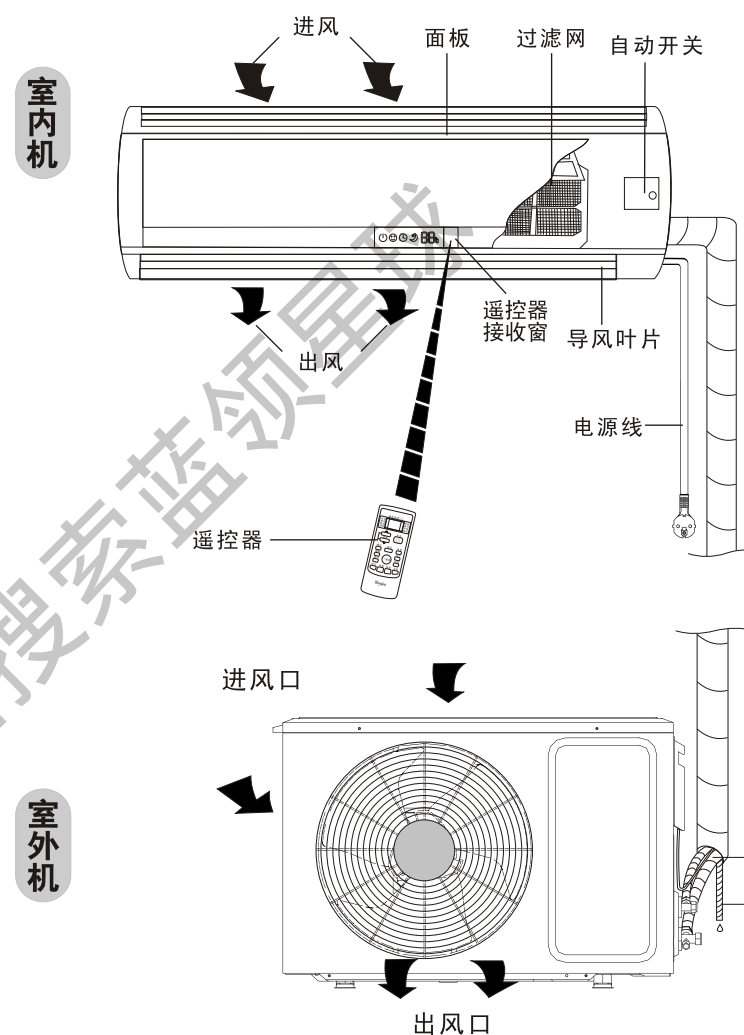 进风
面板
过滤网
自动开关
室内机
88
遥控器
接收窗
导风叶片
出风
电源线
遥控器
搜索蓝领星球
进风口
室外机
出风口